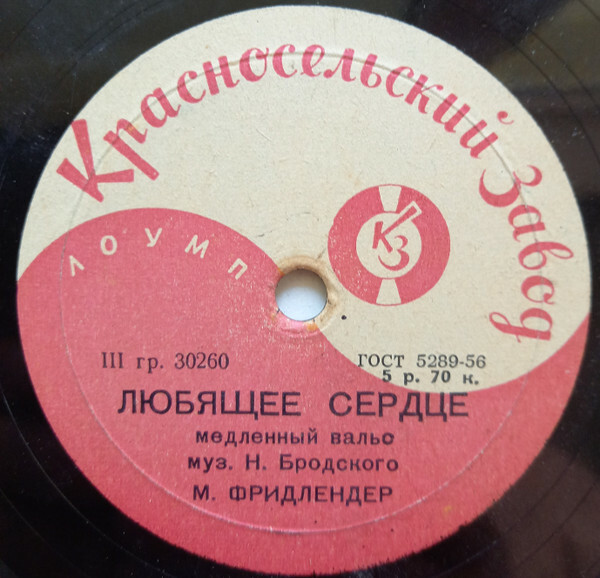 Красносельский Завод
ЛОУМП
КЗ
III гр. 30260
ГОСТ 5289-56
5 р. 70 к.
ЛЮБЯЩЕЕ СЕРДЦЕ
медленный вальс
муз. Н. Бродского
М. ФРИДЛЕНДЕР